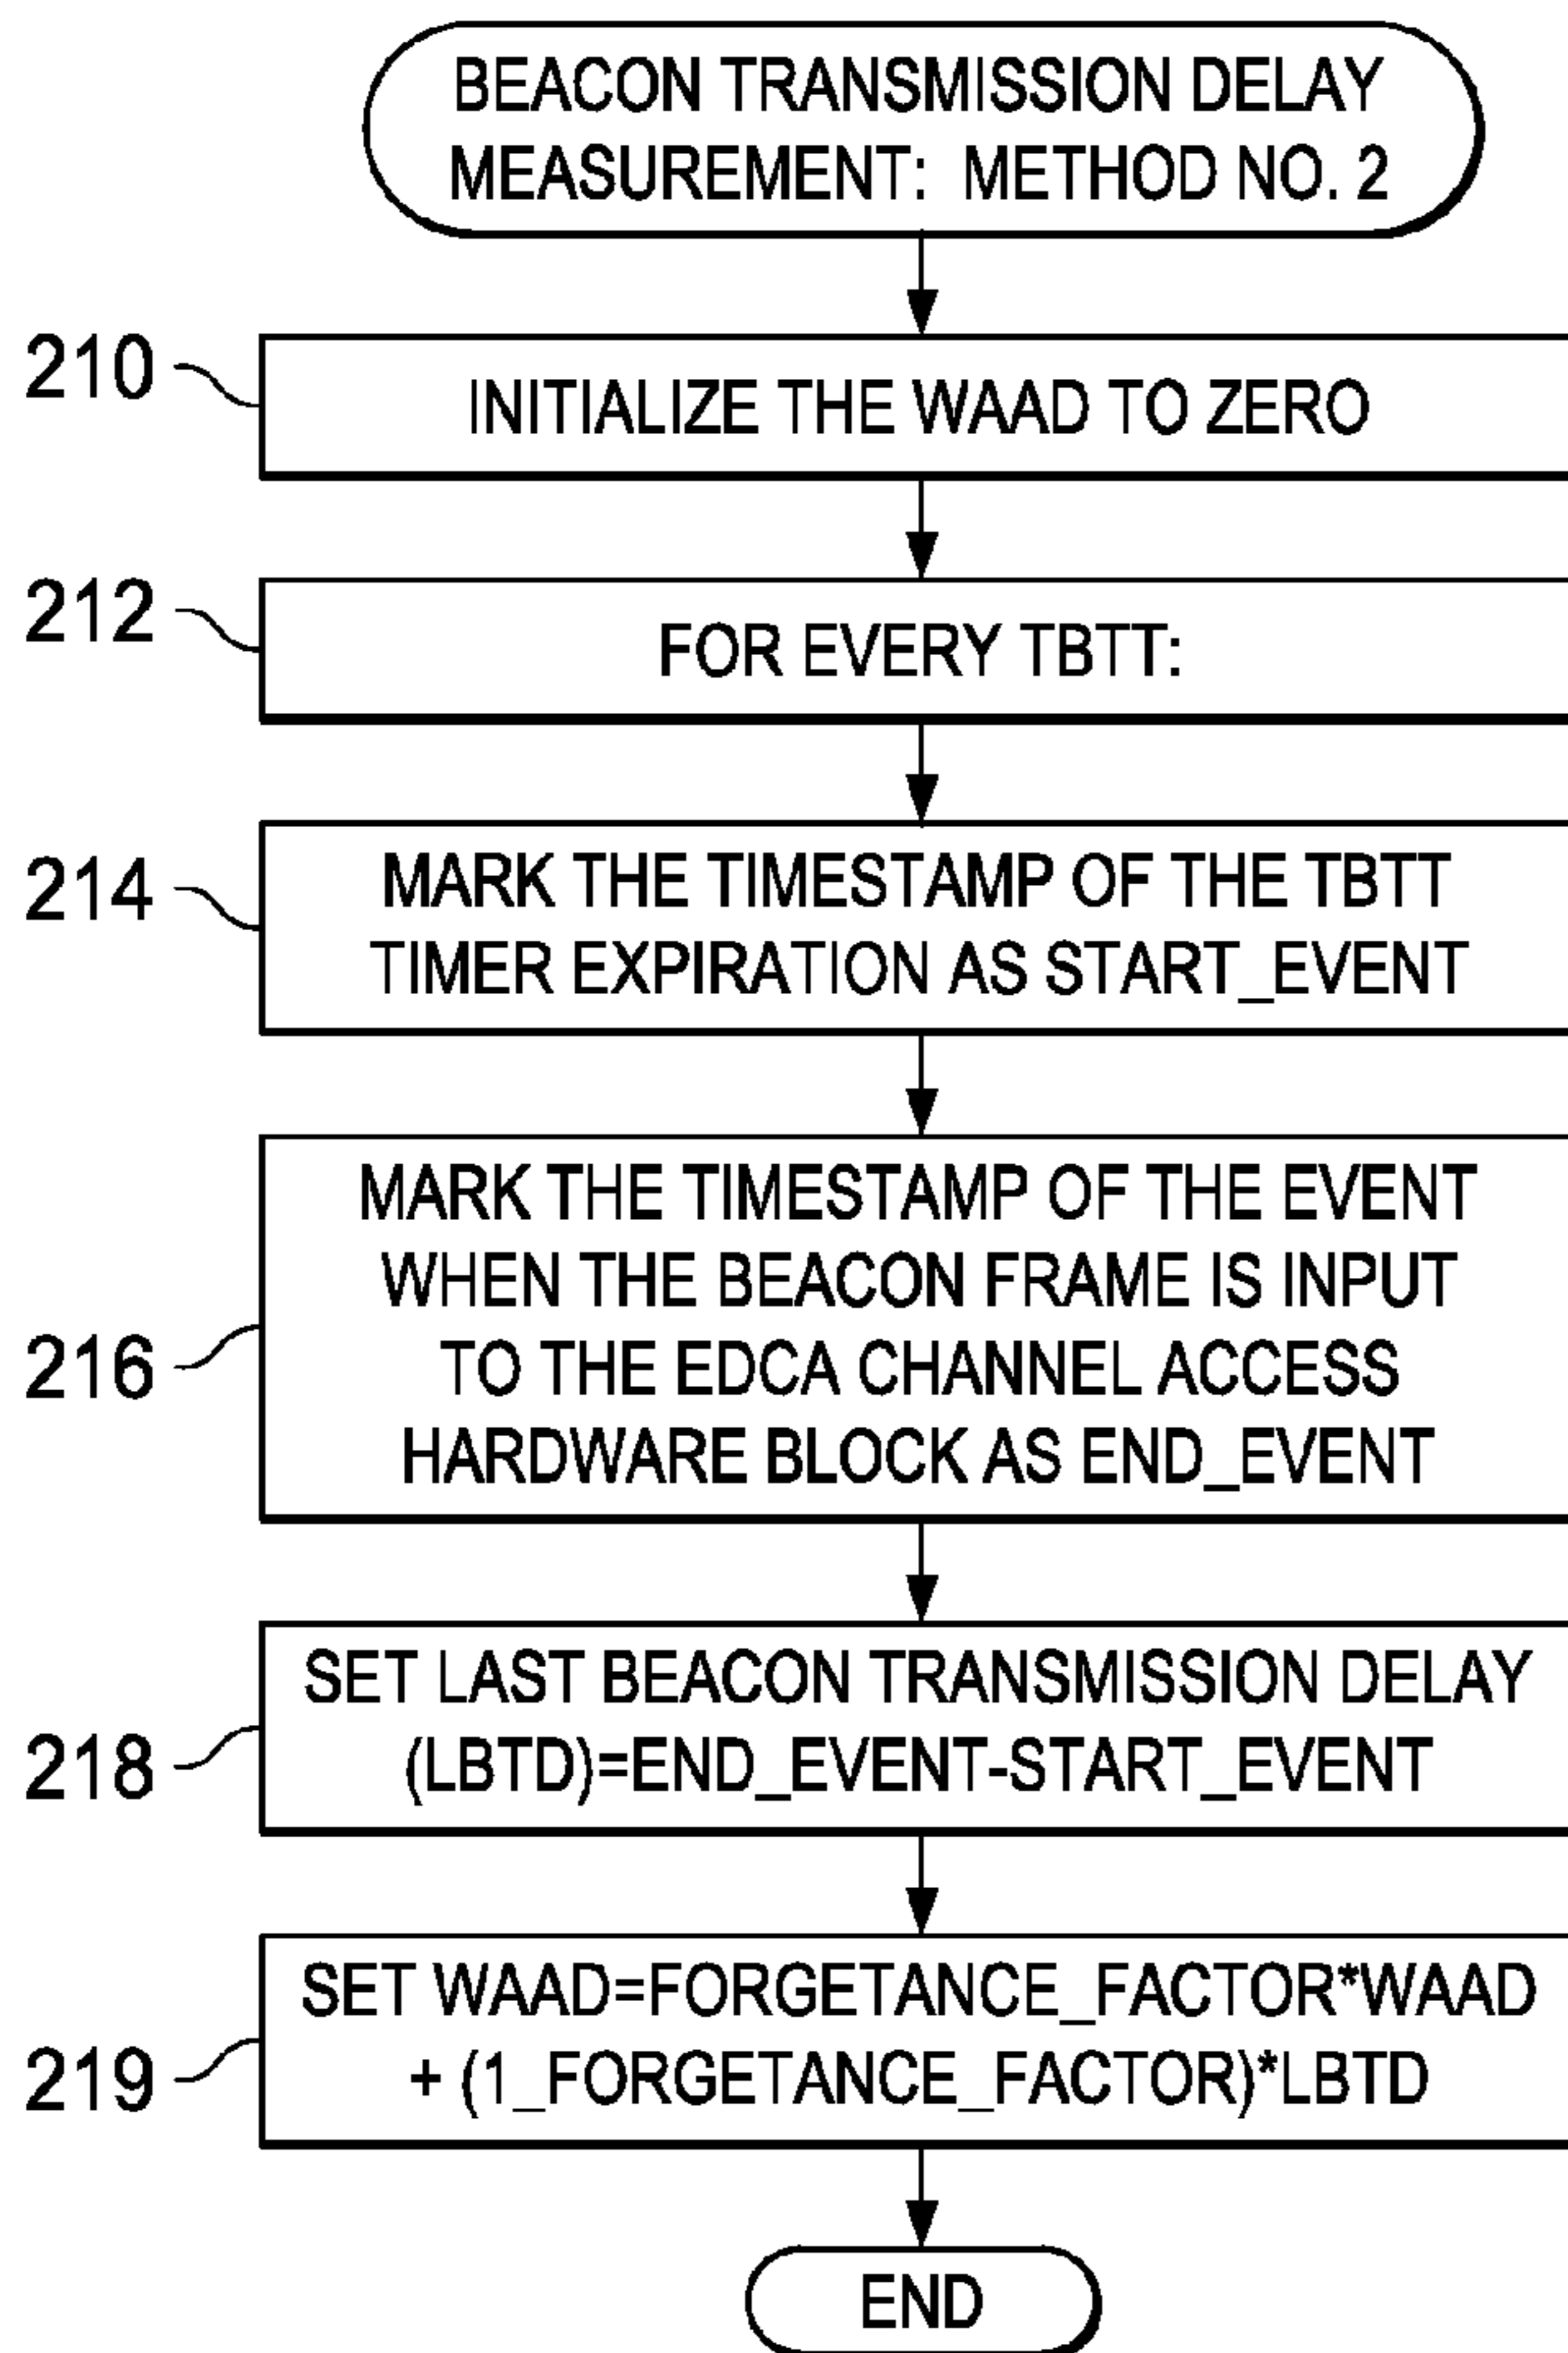 BEACON TRANSMISSION DELAY
MEASUREMENT: METHOD NO. 2
210
INITIALIZE THE WAAD TO ZERO
212
FOR EVERY TBTT:
214
MARK THE TIMESTAMP OF THE TBTT
TIMER EXPIRATION AS START_EVENT
216
MARK THE TIMESTAMP OF THE EVENT
WHEN THE BEACON FRAME IS INPUT
TO THE EDCA CHANNEL ACCESS
HARDWARE BLOCK AS END_EVENT
218
SET LAST BEACON TRANSMISSION DELAY
(LBTD)=END_EVENT-START_EVENT
219
SET WAAD=FORGETANCE_FACTOR*WAAD
+ (1_FORGETANCE_FACTOR)*LBTD
END